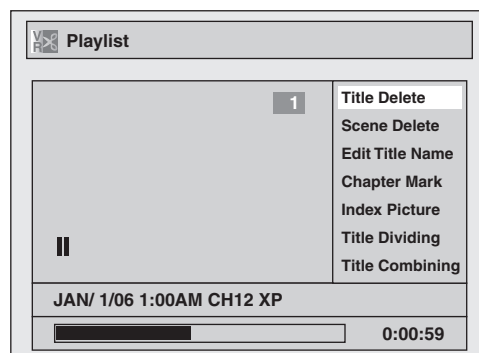 VR Playlist
1
Title Delete
Scene Delete
Edit Title Name
Chapter Mark
Index Picture
Title Dividing
Title Combining
JAN/ 1/06 1:00AM CH12 XP
0:00:59